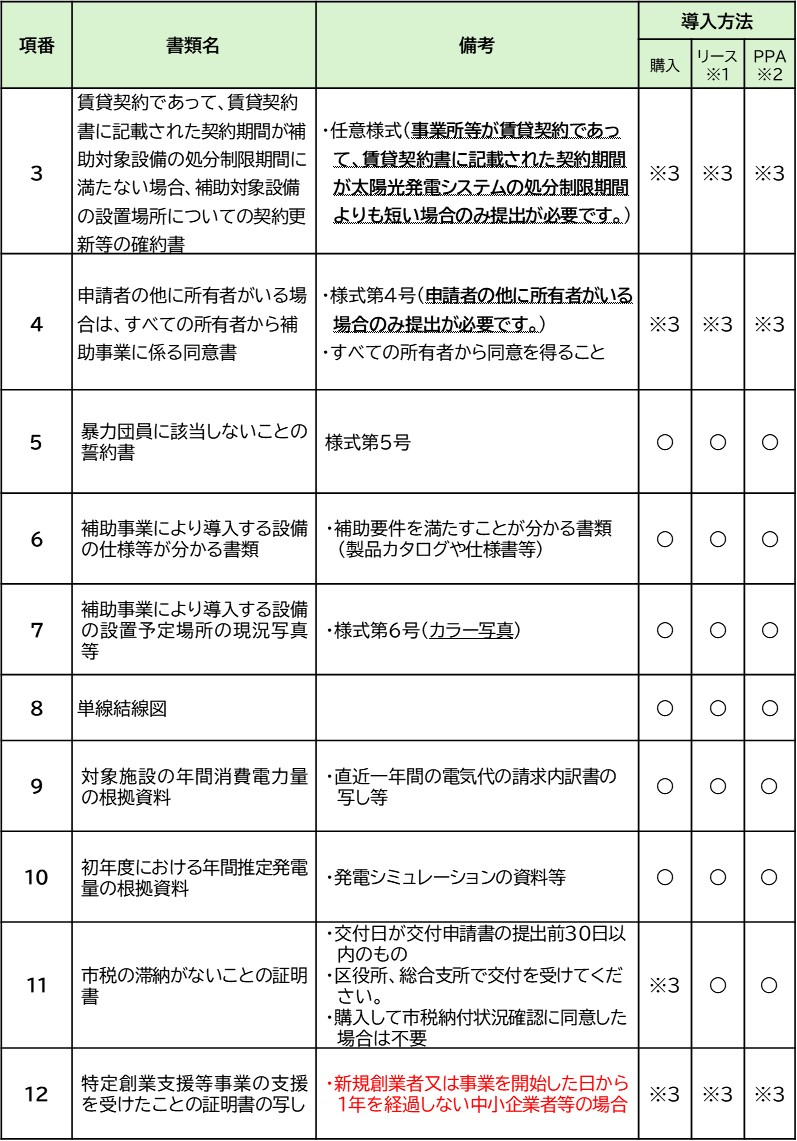 項番
書類名
備考
導入方法
購入
リース
※1
PPA
※2
3
賃貸契約であって、賃貸契約
書に記載された契約期間が補
助対象設備の処分制限期間に
満たない場合、補助対象設備
の設置場所についての契約更
新等の確約書
・任意様式（事業所等が賃貸契約であっ
て、賃貸契約書に記載された契約期間
が太陽光発電システムの処分制限期間
よりも短い場合のみ提出が必要です。）
※3
※3
※3
4
申請者の他に所有者がいる場
合は、すべての所有者から補
助事業に係る同意書
・様式第4号（申請者の他に所有者がいる
場合のみ提出が必要です。）
・すべての所有者から同意を得ること
※3
※3
※3
5
暴力団員に該当しないことの
誓約書
様式第5号
○
○
○
6
補助事業により導入する設備
の仕様等が分かる書類
・補助要件を満たすことが分かる書類
（製品カタログや仕様書等）
○
○
○
7
補助事業により導入する設備
の設置予定場所の現況写真
等
・様式第6号（カラー写真）
○
○
○
8
単線結線図
○
○
○
9
対象施設の年間消費電力量
の根拠資料
・直近一年間の電気代の請求内訳書の
写し等
○
○
○
10
初年度における年間推定発電
量の根拠資料
・発電シミュレーションの資料等
○
○
○
11
市税の滞納がないことの証明
書
・交付日が交付申請書の提出前30日以
内のもの
・区役所、総合支所で交付を受けてくだ
さい。
・購入して市税納付状況確認に同意した
場合は不要
※3
○
○
12
特定創業支援等事業の支援
を受けたことの証明書の写し
・新規創業者又は事業を開始した日から
1年を経過しない中小企業者等の場合
※3
※3
※3